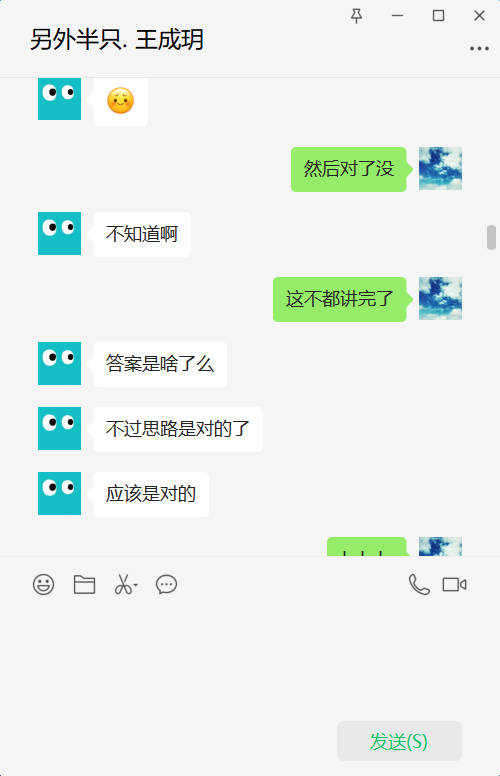 另外半只. 王成玥
然后对了没
不知道啊
这不都讲完了
答案是啥了么
不过思路是对的了
应该是对的
发送(S)